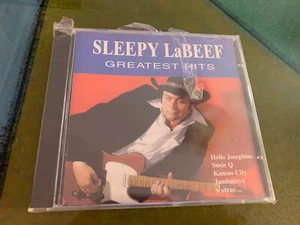 SLEEPY LaBEEF
GREATEST HITS
Hello Josephine
Susie Q
Kansas City
Jambalaya